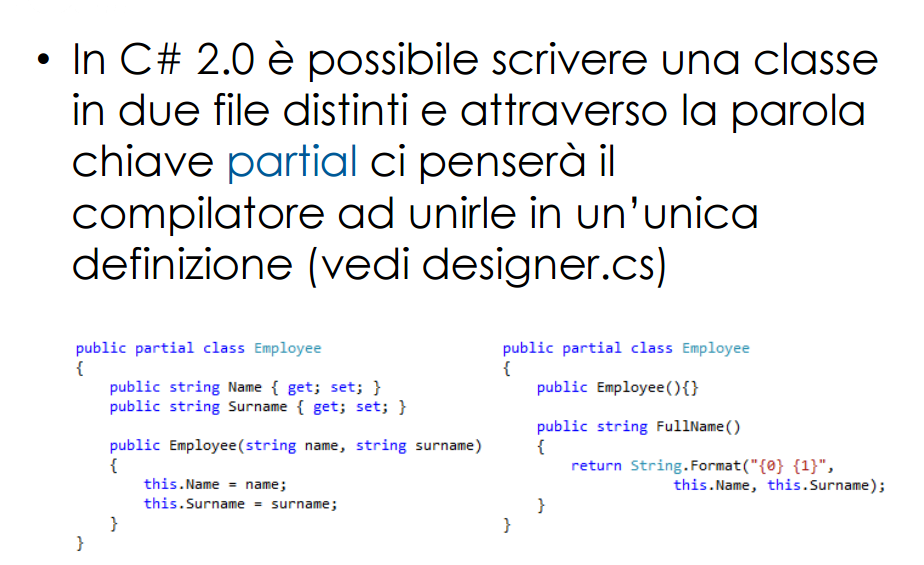 • In C# 2.0 è possibile scrivere una classe
in due file distinti e attraverso la parola
chiave partial ci penserà il
compilatore ad unirle in un’unica
definizione (vedi designer.cs)
public partial class Employee
{
    public string Name { get; set; }
    public string Surname { get; set; }

    public Employee(string name, string surname)
    {
        this.Name = name;
        this.Surname = surname;
    }
}
public partial class Employee
{
    public Employee(){}

    public string FullName()
    {
        return String.Format("{0} {1}",
                    this.Name, this.Surname);
    }
}